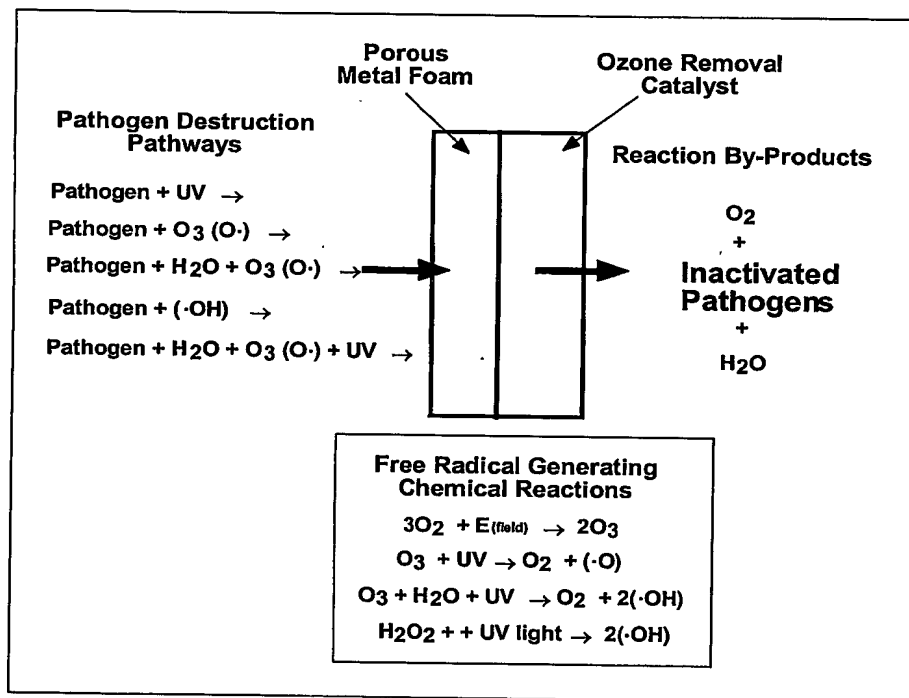 Porous
Metal Foam
Ozone Removal
Catalyst
Pathogen Destruction
Pathways
Pathogen + UV →
Pathogen + O3 (O·) →
Pathogen + H2O + O3 (O·) →
Pathogen + (·OH) →
Pathogen + H2O + O3 (O·) + UV →
Reaction By-Products
O2
+
Inactivated
Pathogens
+
H2O
Free Radical Generating
Chemical Reactions
3O2 + E(field) → 2O3
O3 + UV → O2 + (·O)
O3 + H2O + UV → O2 + 2(·OH)
H2O2 + + UV light → 2(·OH)